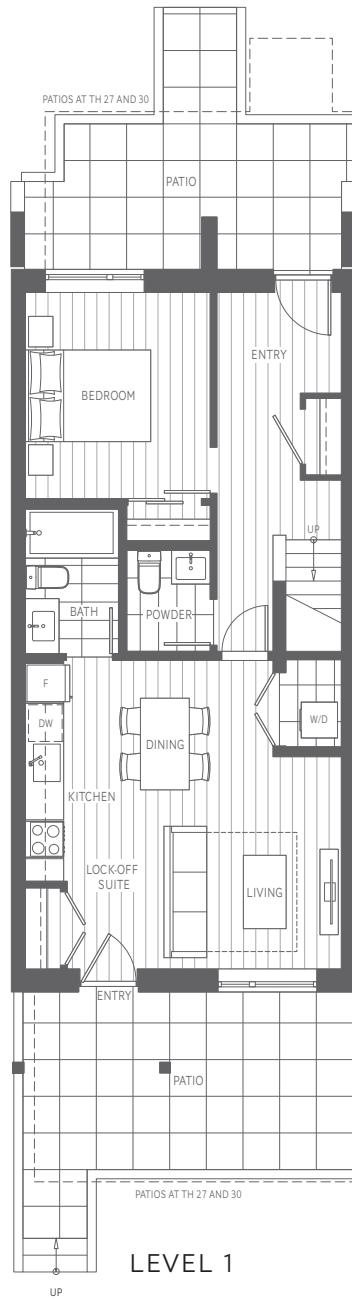 PATIOS AT TH 27 AND 30
PATIO
ENTRY
BEDROOM
UP
BATH
POWDER
F
W/D
DW
DINING
KITCHEN
LOCK-OFF
SUITE
LIVING
ENTRY
PATIO
PATIOS AT TH 27 AND 30
LEVEL 1
UP